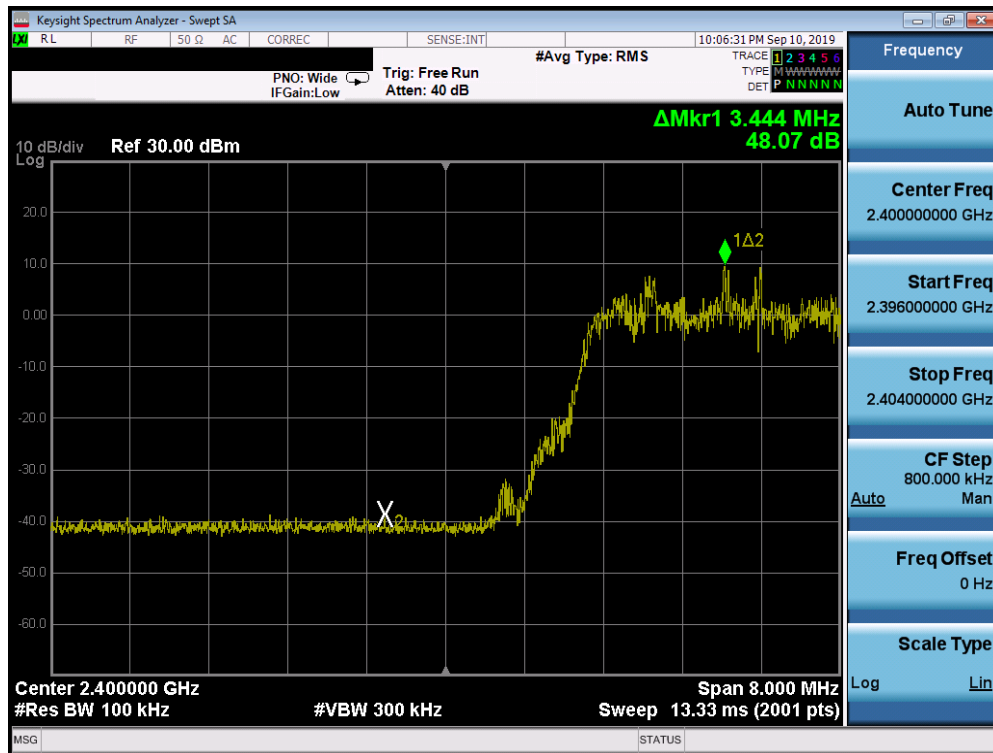 Keysight Spectrum Analyzer - Swept SA
LXI RL RF 50 Ω AC CORREC SENSE:INT 10:06:31 PM Sep 10, 2019
PNO: Wide
IFGain:Low
Trig: Free Run
Atten: 40 dB
#Avg Type: RMS
TRACE 1 2 3 4 5 6
TYPE M W W W W W
DET P N N N N N
ΔMkr1 3.444 MHz
48.07 dB
10 dB/div Ref 30.00 dBm
Log
20.0
10.0
0.00
-10.0
-20.0
-30.0
-40.0
-50.0
-60.0
1Δ2
X2
Center 2.400000 GHz Span 8.000 MHz
#Res BW 100 kHz #VBW 300 kHz Sweep 13.33 ms (2001 pts)
MSG STATUS
Frequency
Auto Tune
Center Freq
2.400000000 GHz
Start Freq
2.396000000 GHz
Stop Freq
2.404000000 GHz
CF Step
800.000 kHz
Auto Man
Freq Offset
0 Hz
Scale Type
Log Lin